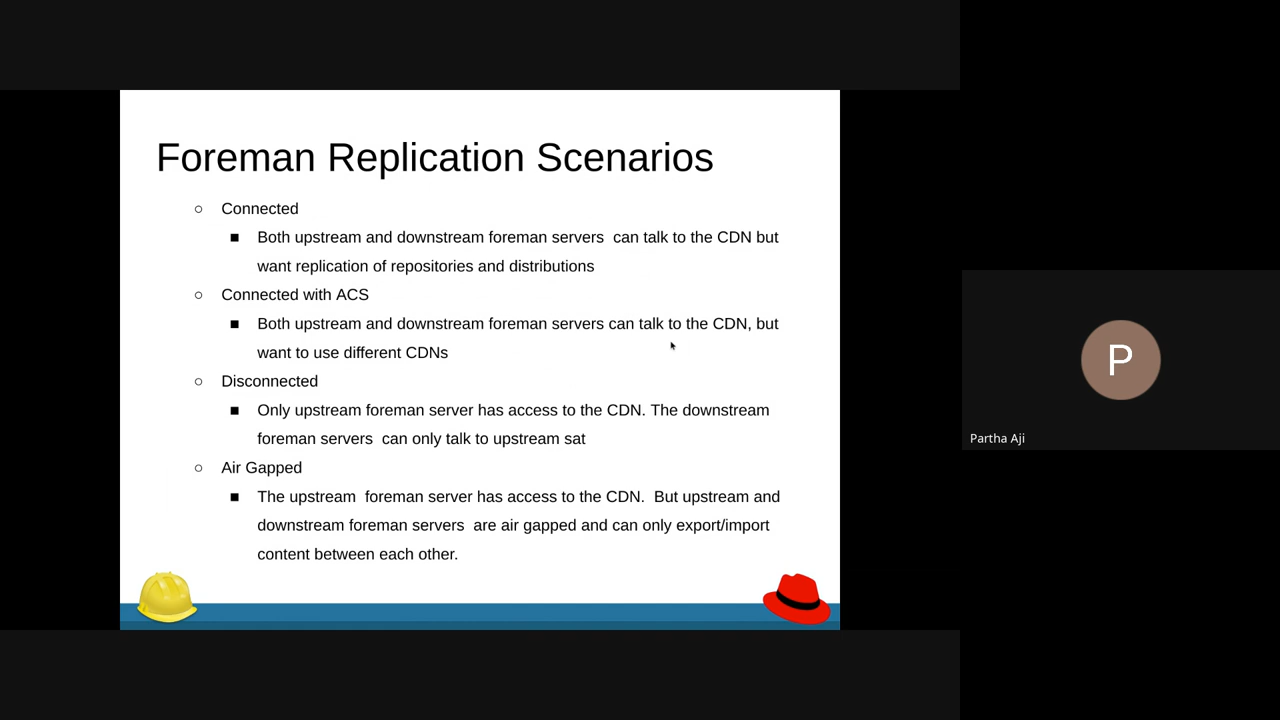 Foreman Replication Scenarios
Connected
Both upstream and downstream foreman servers can talk to the CDN but
want replication of repositories and distributions
Connected with ACS
Both upstream and downstream foreman servers can talk to the CDN, but
want to use different CDNs
Disconnected
Only upstream foreman server has access to the CDN. The downstream
foreman servers can only talk to upstream sat
Air Gapped
The upstream foreman server has access to the CDN. But upstream and
downstream foreman servers are air gapped and can only export/import
content between each other.
P
Partha Aji